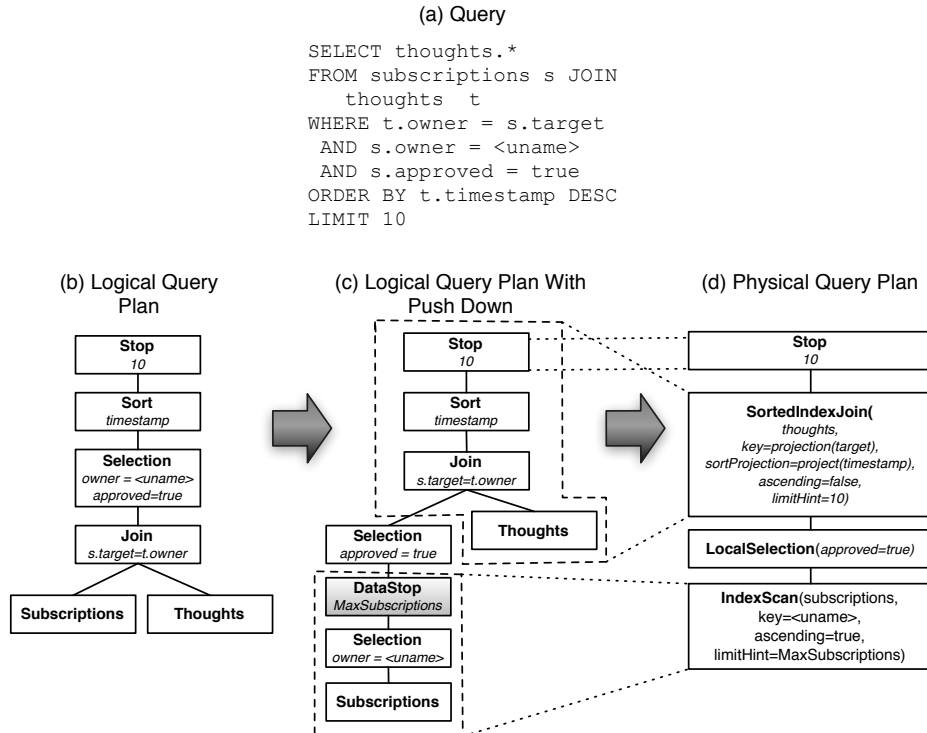 (a) Query
SELECT thoughts.*
FROM subscriptions s JOIN
thoughts t
WHERE t.owner = s.target
AND s.owner = <uname>
AND s.approved = true
ORDER BY t.timestamp DESC
LIMIT 10
(b) Logical Query
Plan
Stop
10
Sort
timestamp
Selection
owner = <uname>
approved=true
Join
s.target=t.owner
Subscriptions
Thoughts
(c) Logical Query Plan With
Push Down
Stop
10
Sort
timestamp
Join
s.target=t.owner
Thoughts
Selection
approved = true
DataStop
MaxSubscriptions
Selection
owner = <uname>
Subscriptions
(d) Physical Query Plan
Stop
10
SortedIndexJoin(
thoughts,
key=projection(target),
sortProjection=project(timestamp),
ascending=false,
limitHint=10)
LocalSelection(approved=true)
IndexScan(subscriptions,
key=<uname>,
ascending=true,
limitHint=MaxSubscriptions)